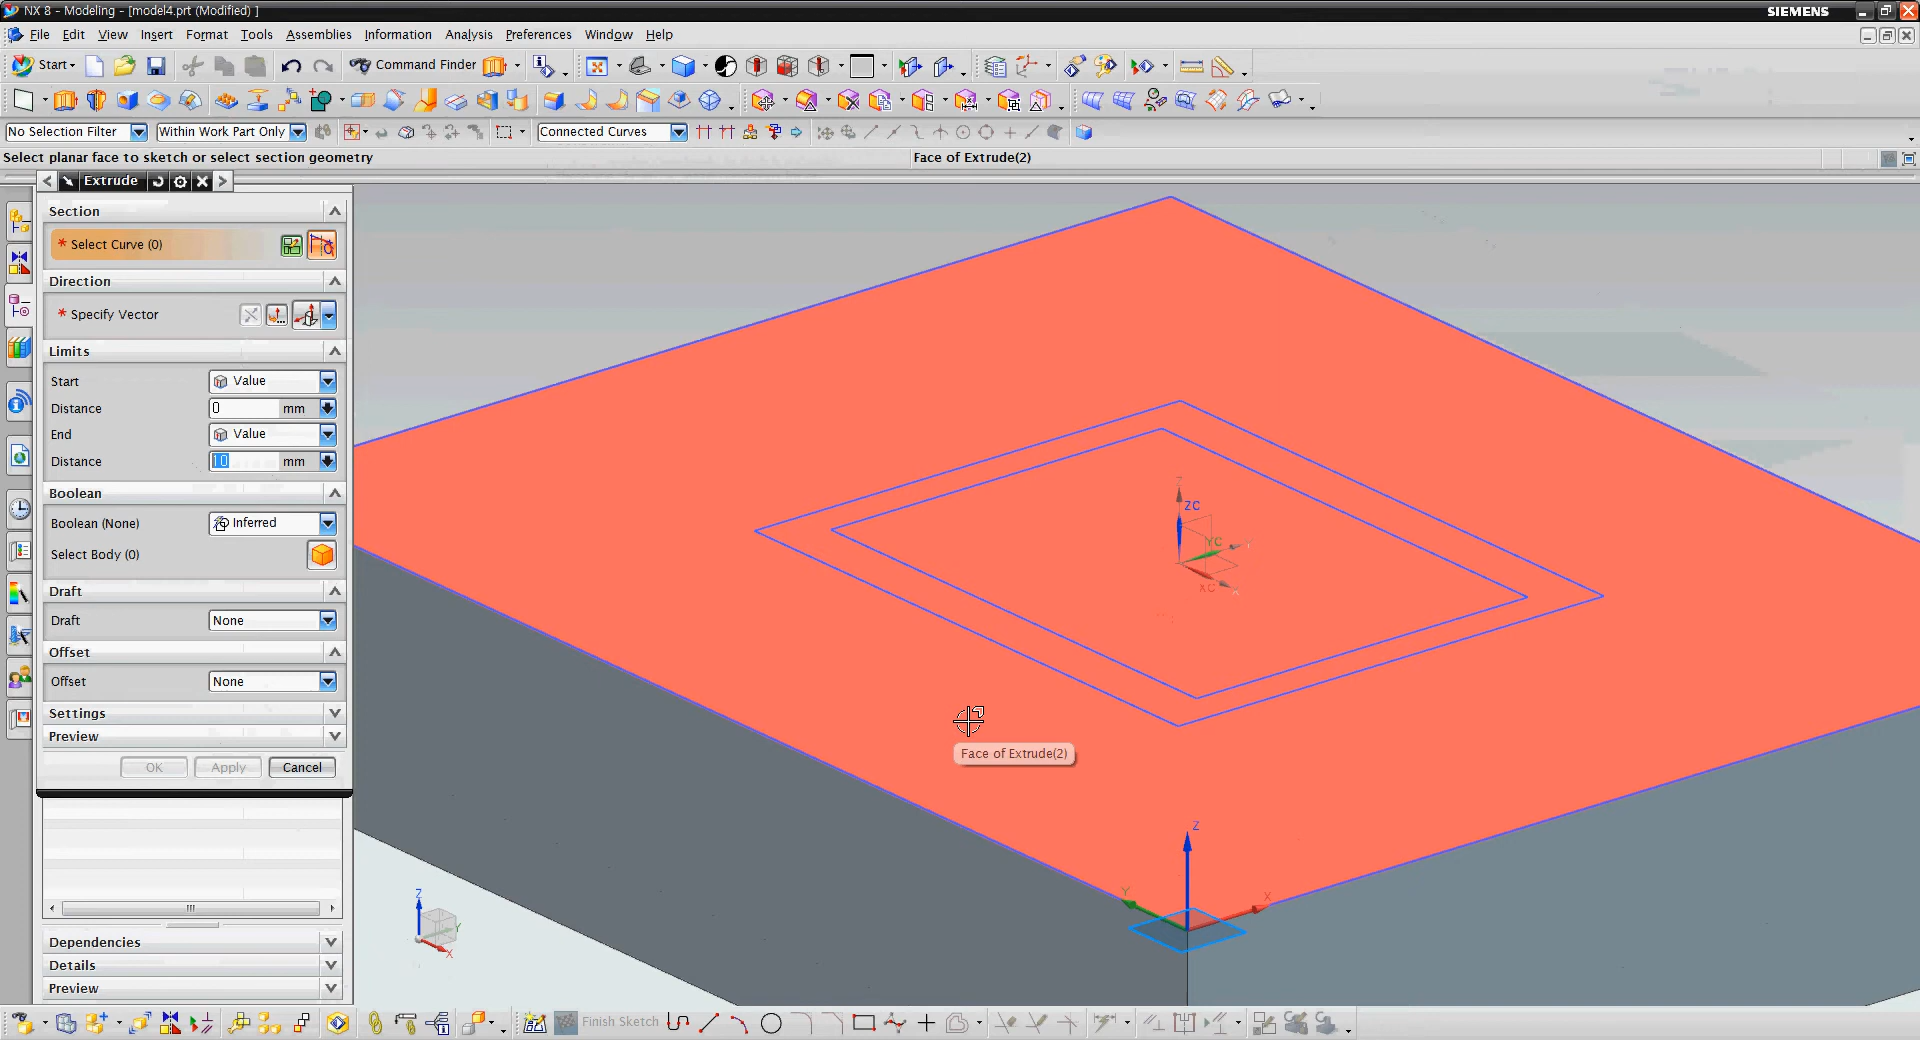 NX 8 - Modeling - [model4.prt (Modified) ]
SIEMENS
File Edit View Insert Format Tools Assemblies Information Analysis Preferences Window Help
Start Command Finder
No Selection Filter Within Work Part Only Connected Curves
Select planar face to sketch or select section geometry
Face of Extrude(2)
Extrude
Section
* Select Curve (0)
Direction
* Specify Vector
Limits
Start Value
Distance 0 mm
End Value
Distance 10 mm
Boolean
Boolean (None) Inferred
Select Body (0)
Draft
Draft None
Offset
Offset None
Settings
Preview
OK Apply Cancel
Dependencies
Details
Preview
Z
ZC
YC
XC
Face of Extrude(2)
Z
Y
X
Z
Y
X
Finish Sketch